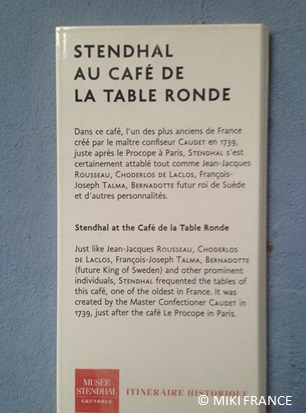 STENDHAL
AU CAFÉ DE
LA TABLE RONDE
Dans ce café, l'un des plus anciens de France
créé par le maître confiseur CAUDET en 1739,
juste après le Procope à Paris, STENDHAL s'est
certainement attablé tout comme Jean-Jacques
ROUSSEAU, CHODERLOS DE LACLOS, François-
Joseph TALMA, BERNADOTTE futur roi de Suède
et d'autres personnalités.
Stendhal at the Café de la Table Ronde
Just like Jean-Jacques ROUSSEAU, CHODERLOS
DE LACLOS, François-Joseph TALMA, BERNADOTTE
(future King of Sweden) and other prominent
individuals, STENDHAL frequented the tables of
this café, one of the oldest in France. It was
created by the Master Confectioner CAUDET in
1739, just after the café Le Procope in Paris.
MUSÉE
STENDHAL
GRENOBLE
ITINERAIRE HISTORIQUE
© MIKI FRANCE